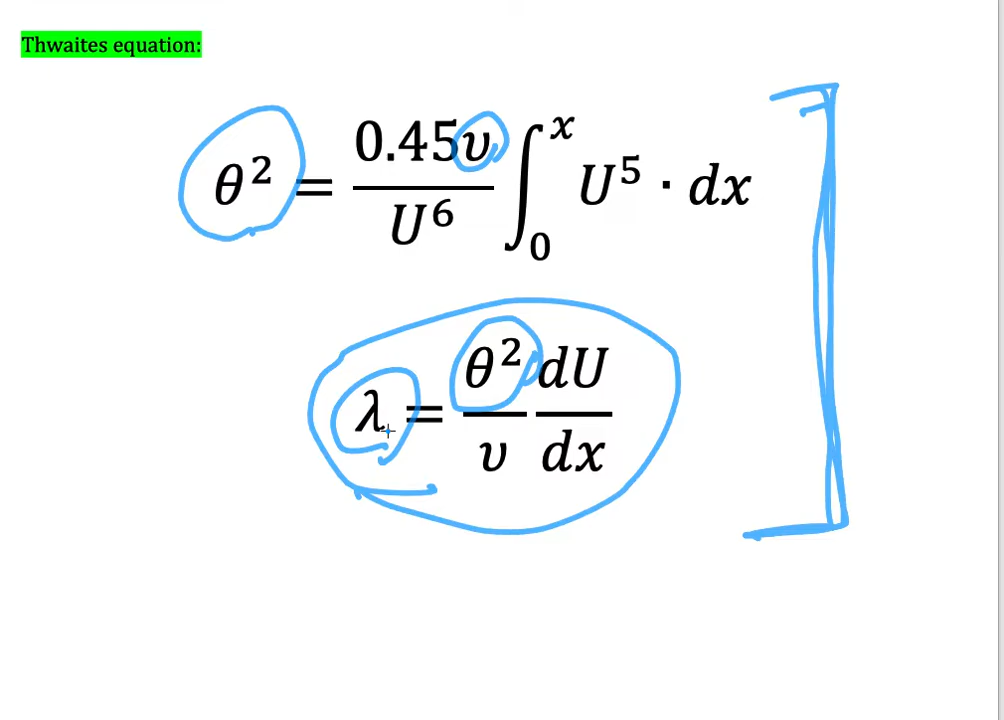 Thwaites equation:
θ² = 0.45υ/U⁶ ∫₀ˣ U⁵ · dx
λ = θ²/υ dU/dx